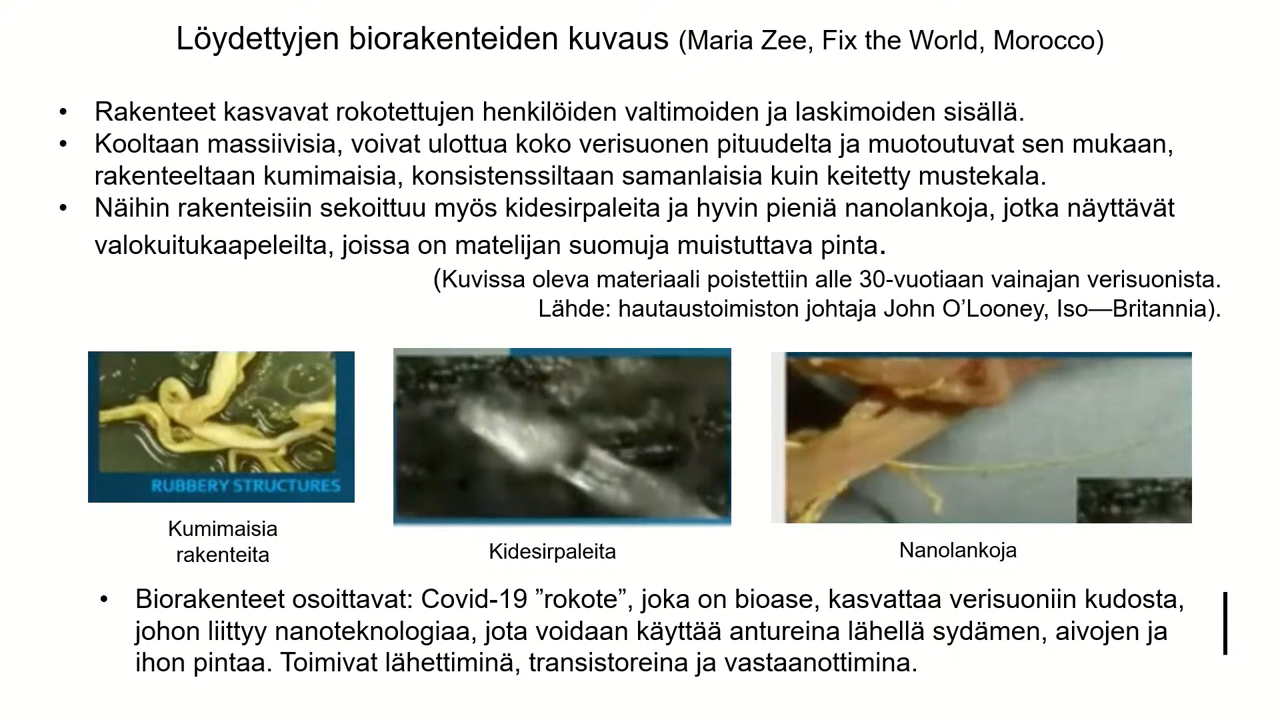 Löydettyjen biorakenteiden kuvaus (Maria Zee, Fix the World, Morocco)
• Rakenteet kasvavat rokotettujen henkilöiden valtimoiden ja laskimoiden sisällä.
• Kooltaan massiivisia, voivat ulottua koko verisuonen pituudelta ja muotoutuvat sen mukaan,
rakenteeltaan kumimaisia, konsistenssiltaan samanlaisia kuin keitetty mustekala.
• Näihin rakenteisiin sekoittuu myös kidesirpaleita ja hyvin pieniä nanolankoja, jotka näyttävät
valokuitukaapeleilta, joissa on matelijan suomuja muistuttava pinta.
(Kuvissa oleva materiaali poistettiin alle 30-vuotiaan vainajan verisuonista.
Lähde: hautaustoimiston johtaja John O’Looney, Iso—Britannia).
RUBBERY STRUCTURES
Kumimaisia
rakenteita
Kidesirpaleita
Nanolankoja
• Biorakenteet osoittavat: Covid-19 ”rokote”, joka on bioase, kasvattaa verisuoniin kudosta,
johon liittyy nanoteknologiaa, jota voidaan käyttää antureina lähellä sydämen, aivojen ja
ihon pintaa. Toimivat lähettiminä, transistoreina ja vastaanottimina.